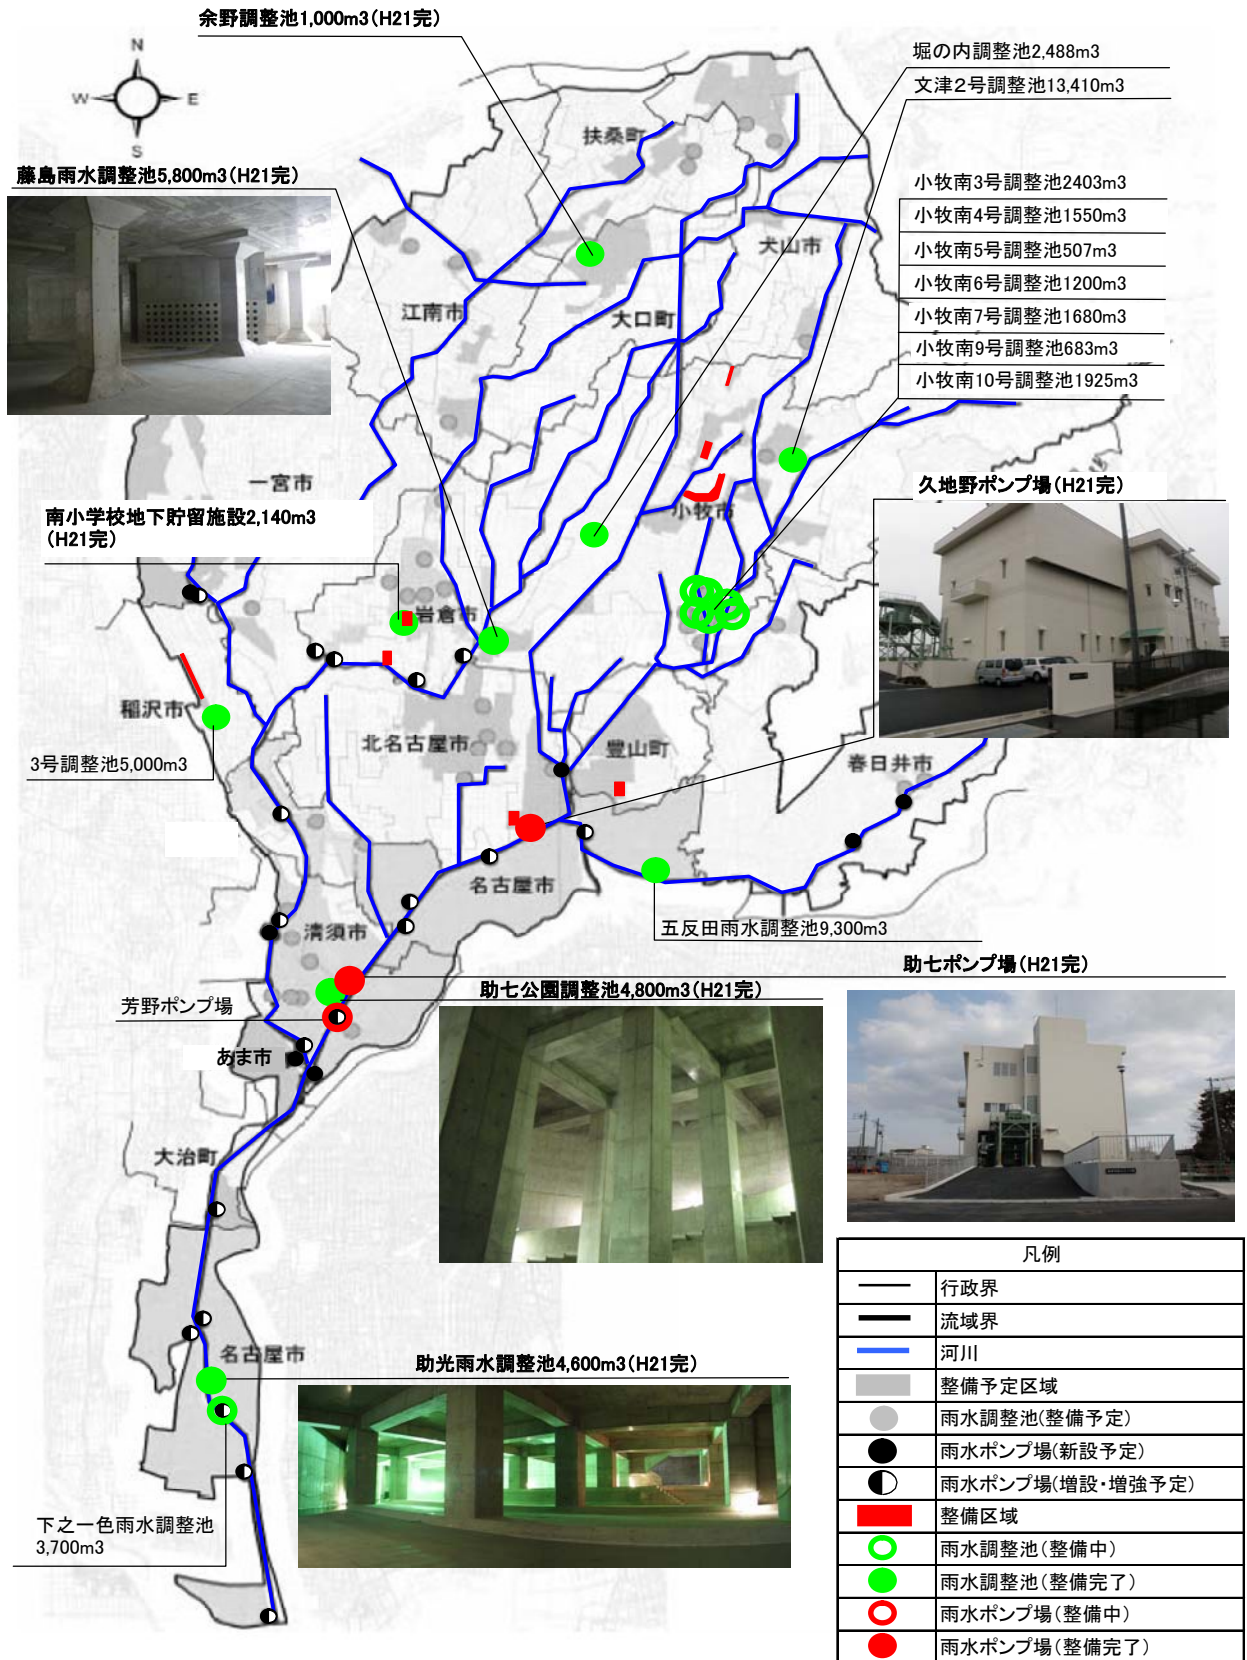 余野調整池1,000m3(H21完)
堀の内調整池2,488m3
文津2号調整池13,410m3
N
W
E
S
扶桑町
藤島雨水調整池5,800m3(H21完)
小牧南3号調整池2403m3
小牧南4号調整池1550m3
小牧南5号調整池507m3
小牧南6号調整池1200m3
小牧南7号調整池1680m3
小牧南9号調整池683m3
小牧南10号調整池1925m3
犬山市
江南市
大口町
一宮市
久地野ポンプ場(H21完)
南小学校地下貯留施設2,140m3
(H21完)
小牧市
岩倉市
稲沢市
北名古屋市
豊山町
3号調整池5,000m3
春日井市
名古屋市
五反田雨水調整池9,300m3
清須市
助七ポンプ場(H21完)
助七公園調整池4,800m3(H21完)
芳野ポンプ場
あま市
大治町
名古屋市
助光雨水調整池4,600m3(H21完)
下之一色雨水調整池
3,700m3
凡例
行政界
流域界
河川
整備予定区域
雨水調整池(整備予定)
雨水ポンプ場(新設予定)
雨水ポンプ場(増設・増強予定)
整備区域
雨水調整池(整備中)
雨水調整池(整備完了)
雨水ポンプ場(整備中)
雨水ポンプ場(整備完了)